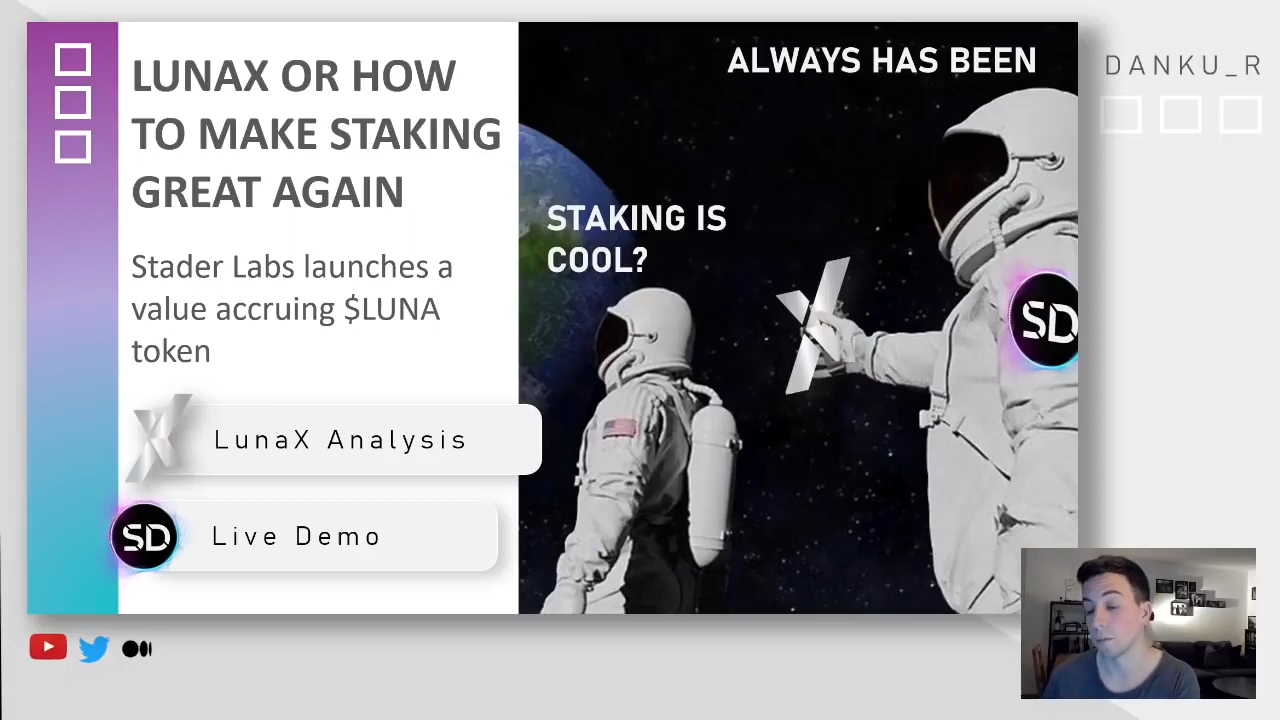 LUNAX OR HOW
TO MAKE STAKING
GREAT AGAIN
Stader Labs launches a
value accruing $LUNA
token
LunaX Analysis
SD
Live Demo
ALWAYS HAS BEEN
STAKING IS
COOL?
SD
DANKU_R